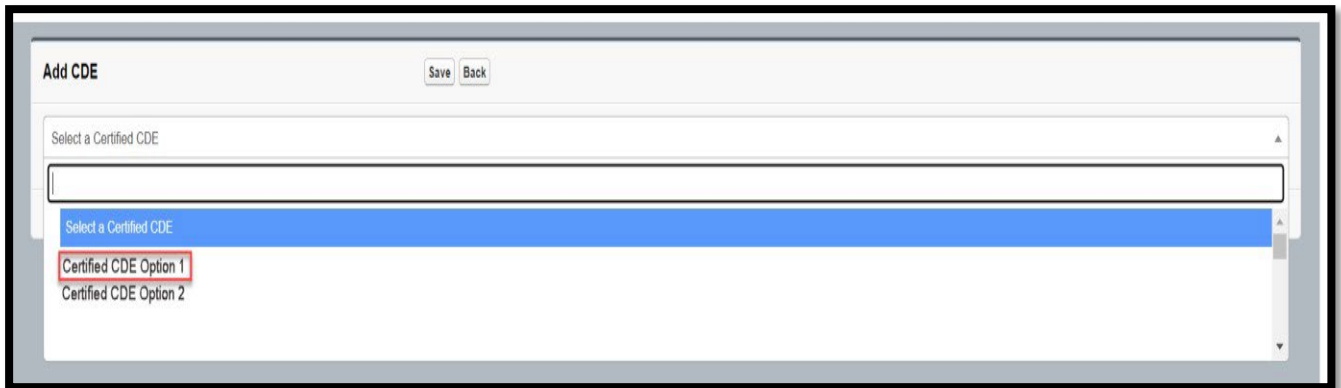 Add CDE
Save Back
Select a Certified CDE
Select a Certified CDE
Certified CDE Option 1
Certified CDE Option 2